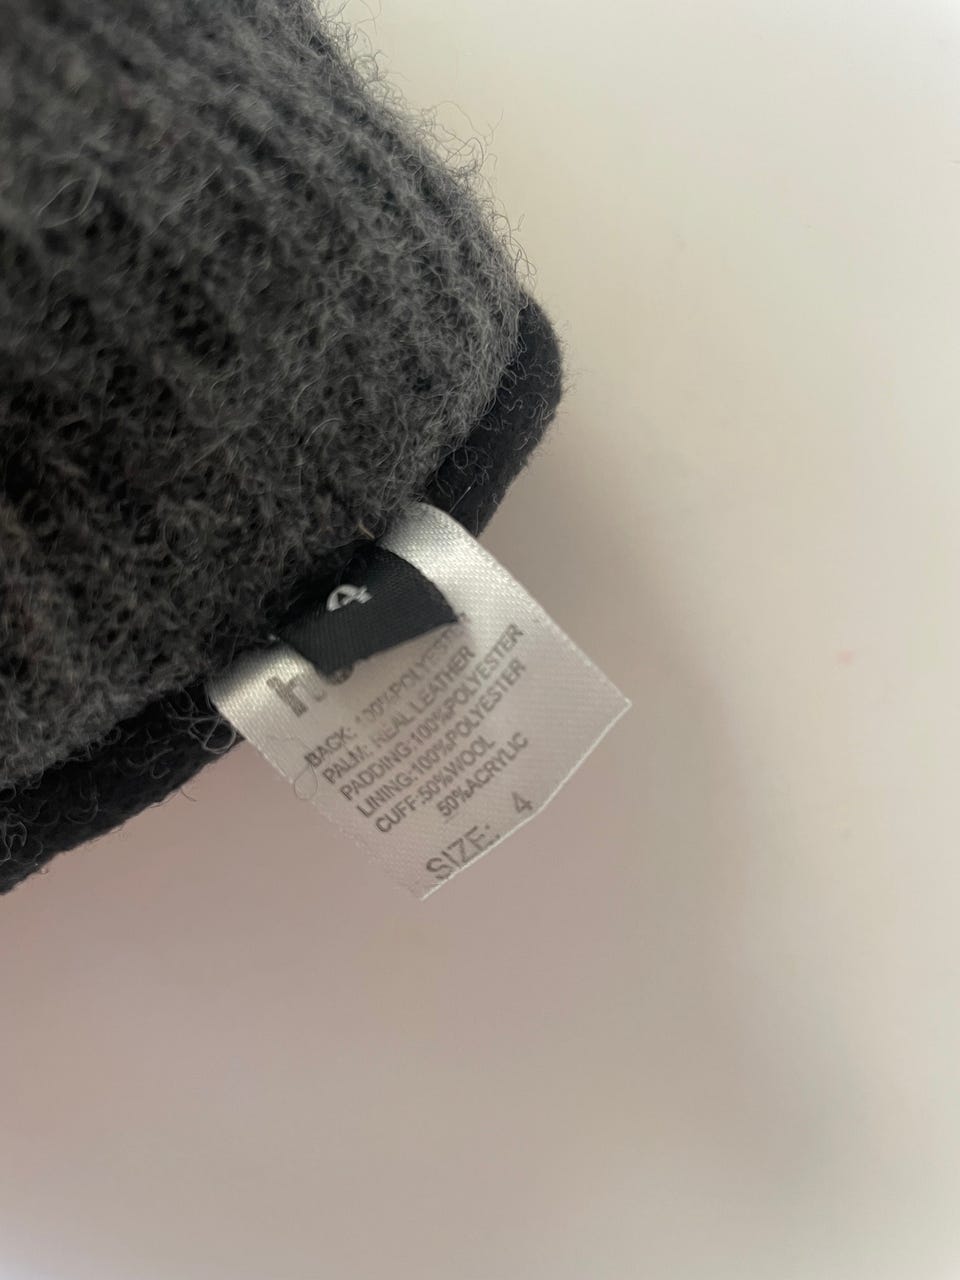 4
BACK: 100%POLYESTER
PALM: REAL LEATHER
PADDING:100%POLYESTER
LINING:100%POLYESTER
CUFF:50%WOOL
50%ACRYLIC
SIZE: 4